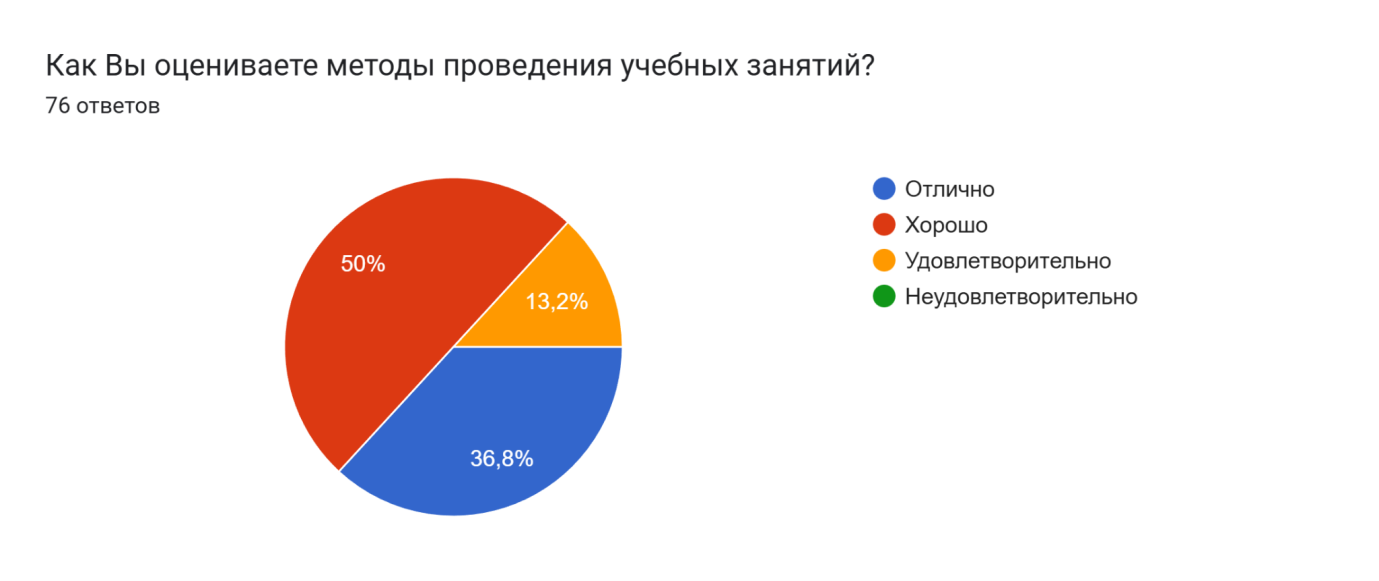 Как Вы оцениваете методы проведения учебных занятий?
76 ответов
Отлично
Хорошо
Удовлетворительно
Неудовлетворительно
50%
13,2%
36,8%